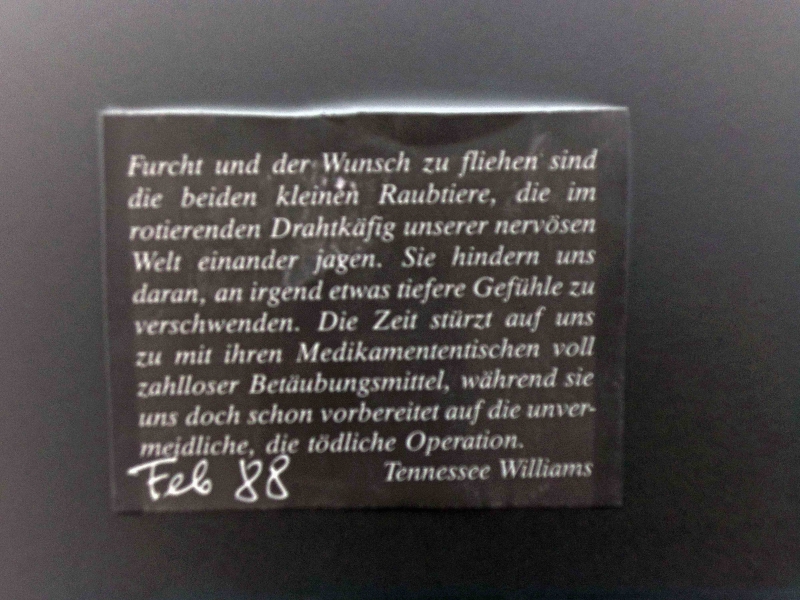 Furcht und der Wunsch zu fliehen sind
die beiden kleinen Raubtiere, die im
rotierenden Drahtkäfig unserer nervösen
Welt einander jagen. Sie hindern uns
daran, an irgend etwas tiefere Gefühle zu
verschwenden. Die Zeit stürzt auf uns
zu mit ihren Medikamententischen voll
zahlloser Betäubungsmittel, während sie
uns doch schon vorbereitet auf die unver-
meidliche, die tödliche Operation.
Feb '88 Tennessee Williams